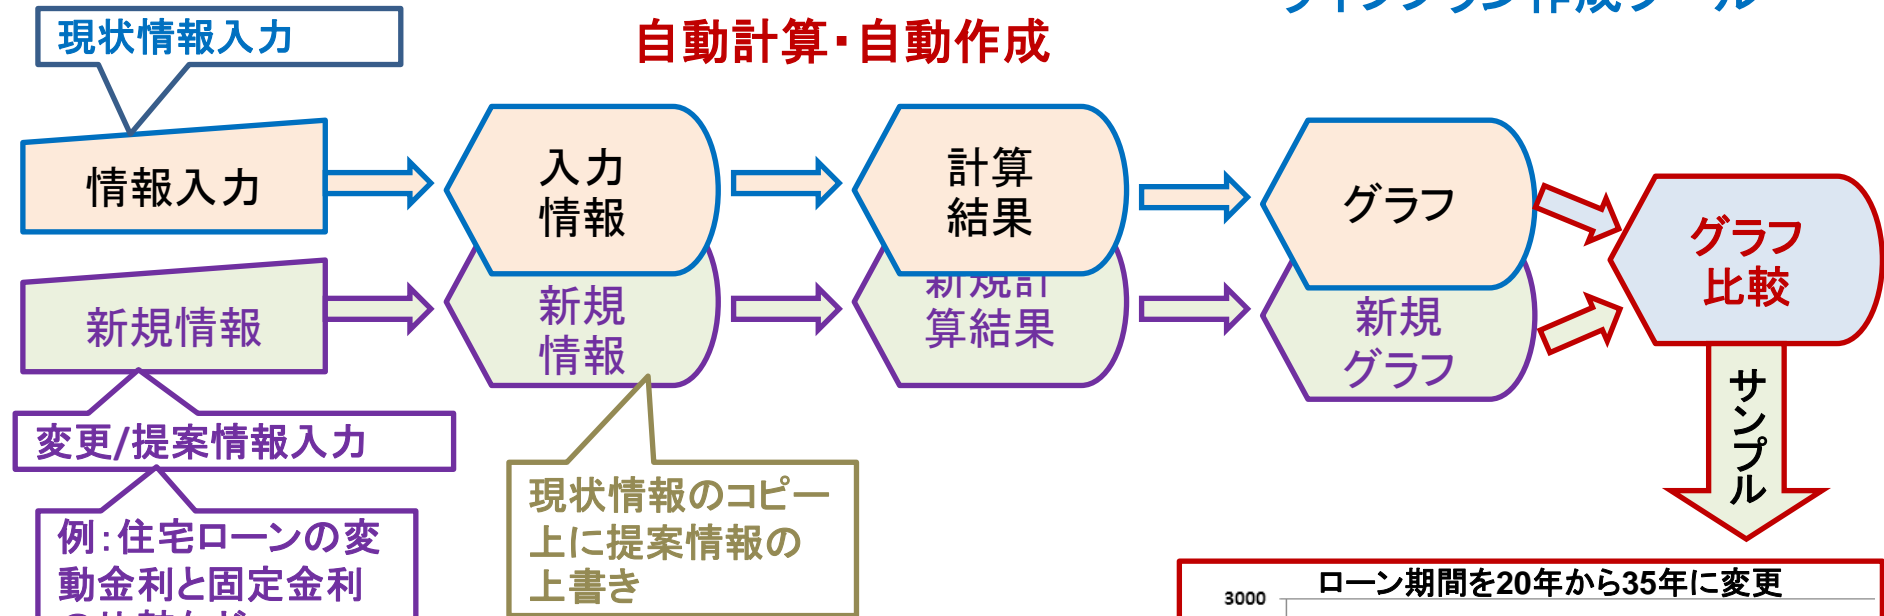 現状情報入力
自動計算・自動作成
情報入力
入力
情報
計算
結果
グラフ
グラフ
比較
新規情報
新規
情報
新規計
算結果
新規
グラフ
サンプル
変更/提案情報入力
現状情報のコピー
上に提案情報の
上書き
例：住宅ローンの変
動金利と固定金利
ローン期間を20年から35年に変更
3000